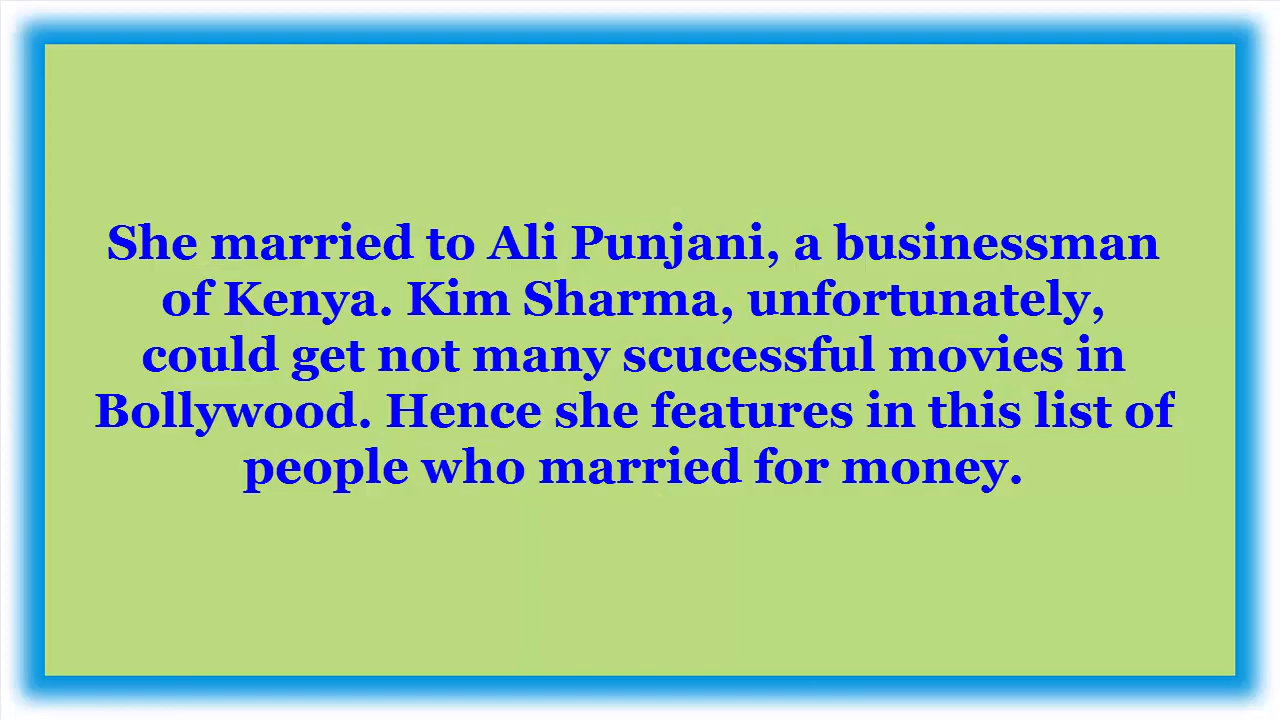 She married to Ali Punjani, a businessman
of Kenya. Kim Sharma, unfortunately,
could get not many scucessful movies in
Bollywood. Hence she features in this list of
people who married for money.